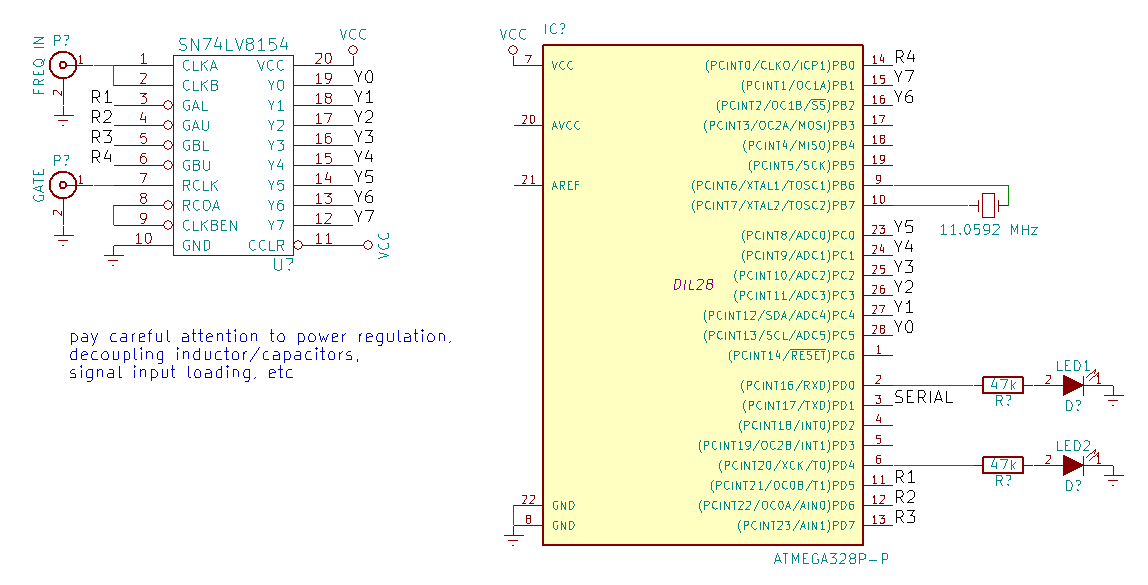 FREQ IN
P?
1
2
GATE
P?
1
2
SN74LV8154
1 CLKA VCC 20 VCC
2 CLKB Y0 19 Y0
R1 3 GAL Y1 18 Y1
R2 4 GAU Y2 17 Y2
R3 5 GBL Y3 16 Y3
R4 6 GBU Y4 15 Y4
7 RCLK Y5 14 Y5
8 RCOA Y6 13 Y6
9 CLKBEN Y7 12 Y7
10 GND CCLR 11 VCC
U?
pay careful attention to power regulation,
decoupling inductor/capacitors,
signal input loading, etc
IC?
VCC
7 VCC
20 AVCC
21 AREF
22 GND
8 GND
DIL28
(PCINT0/CLKO/ICP1)PB0 14 R4
(PCINT1/OC1A)PB1 15 Y7
(PCINT2/OC1B/SS)PB2 16 Y6
(PCINT3/OC2A/MOSI)PB3 17
(PCINT4/MISO)PB4 18
(PCINT5/SCK)PB5 19
(PCINT6/XTAL1/TOSC1)PB6 9
(PCINT7/XTAL2/TOSC2)PB7 10
11.0592 MHz
(PCINT8/ADC0)PC0 23 Y5
(PCINT9/ADC1)PC1 24 Y4
(PCINT10/ADC2)PC2 25 Y3
(PCINT11/ADC3)PC3 26 Y2
(PCINT12/SDA/ADC4)PC4 27 Y1
(PCINT13/SCL/ADC5)PC5 28 Y0
(PCINT14/RESET)PC6 1
(PCINT16/RXD)PD0 2
(PCINT17/TXD)PD1 3 SERIAL
(PCINT18/INT0)PD2 4
(PCINT19/OC2B/INT1)PD3 5
(PCINT20/XCK/T0)PD4 6
(PCINT21/OC0B/T1)PD5 11 R1
(PCINT22/OC0A/AIN0)PD6 12 R2
(PCINT23/AIN1)PD7 13 R3
ATMEGA328P-P
LED1
47k 2 1
R? D?
LED2
47k 2 1
R? D?